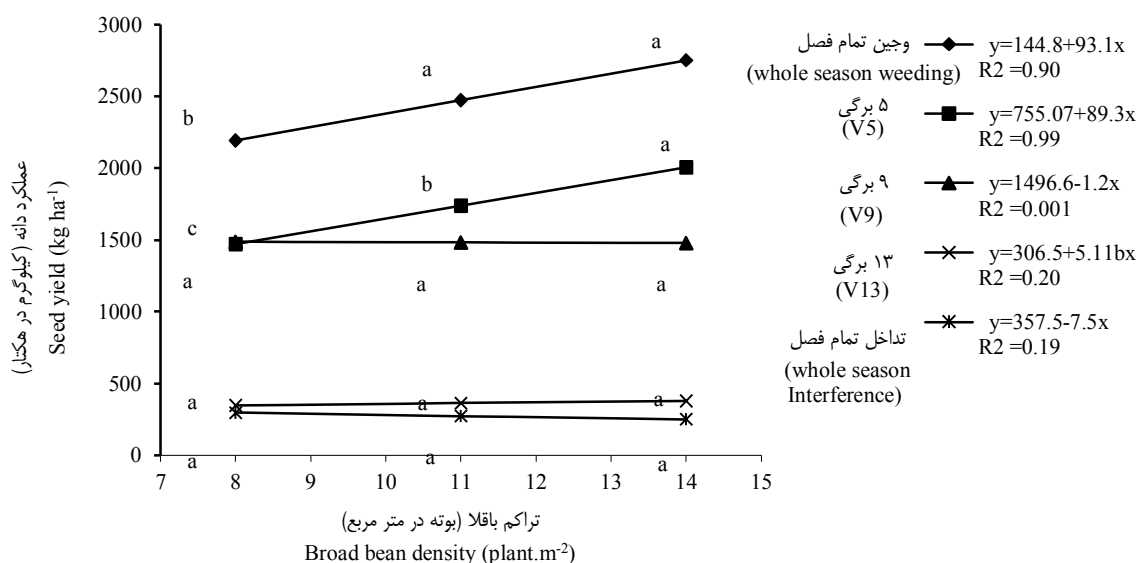 عملکرد دانه (کیلوگرم در هکتار)
Seed yield (kg ha-1)
3000
2500
2000
1500
1000
500
0
a
a
b
a
b
c
a
a
a
a
a
a
a
a
a
7
8
9
10
11
12
13
14
15
تراکم باقلا (بوته در متر مربع)
Broad bean density (plant.m-2)
وجین تمام فصل
(whole season weeding)
y=144.8+93.1x
R2 =0.90
۵ برگی
(V5)
y=755.07+89.3x
R2 =0.99
۹ برگی
(V9)
y=1496.6-1.2x
R2 =0.001
۱۳ برگی
(V13)
y=306.5+5.11bx
R2 =0.20
تداخل تمام فصل
(whole season
Interference)
y=357.5-7.5x
R2 =0.19